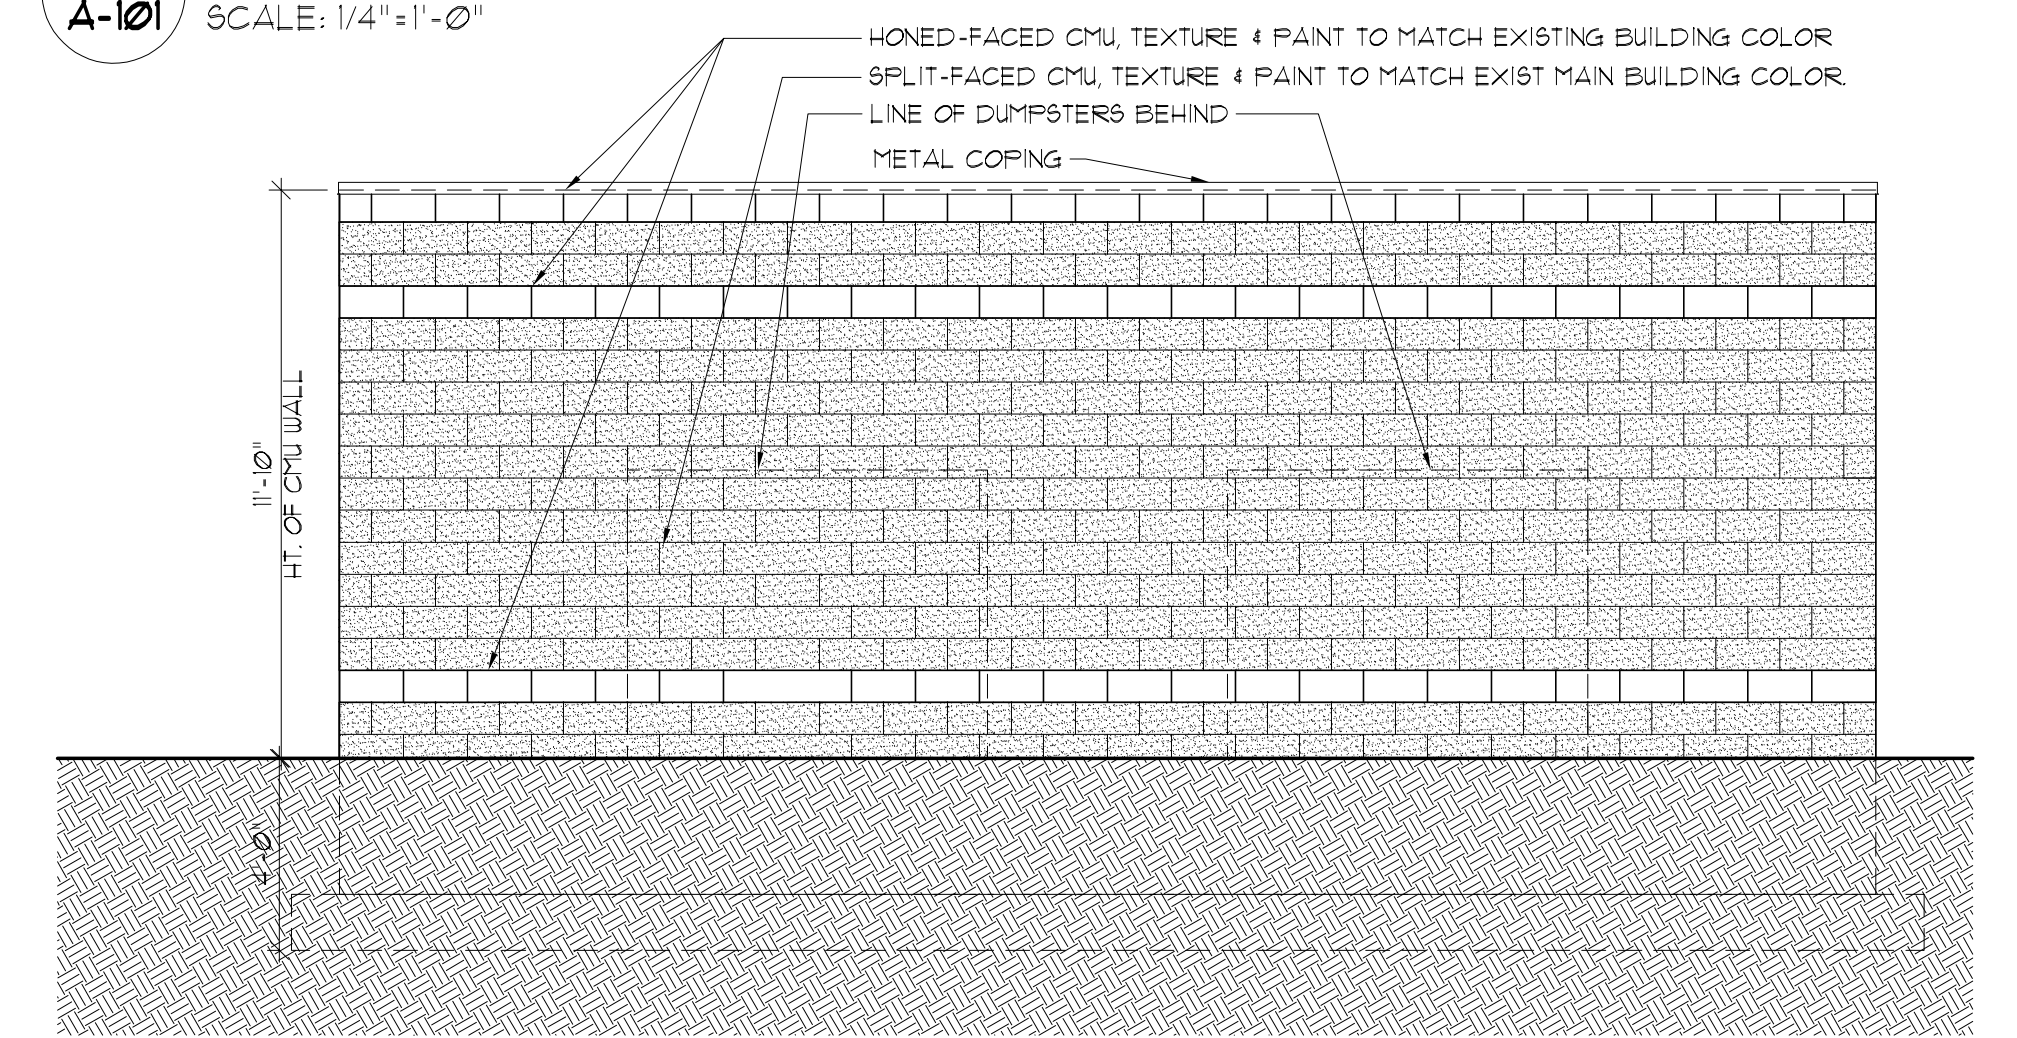 A-101
SCALE: 1/4"=1'-0"
HONED-FACED CMU, TEXTURE & PAINT TO MATCH EXISTING BUILDING COLOR
SPLIT-FACED CMU, TEXTURE & PAINT TO MATCH EXIST MAIN BUILDING COLOR.
LINE OF DUMPSTERS BEHIND
METAL COPING
11'-10"
HT. OF CMU WALL
4'-0"